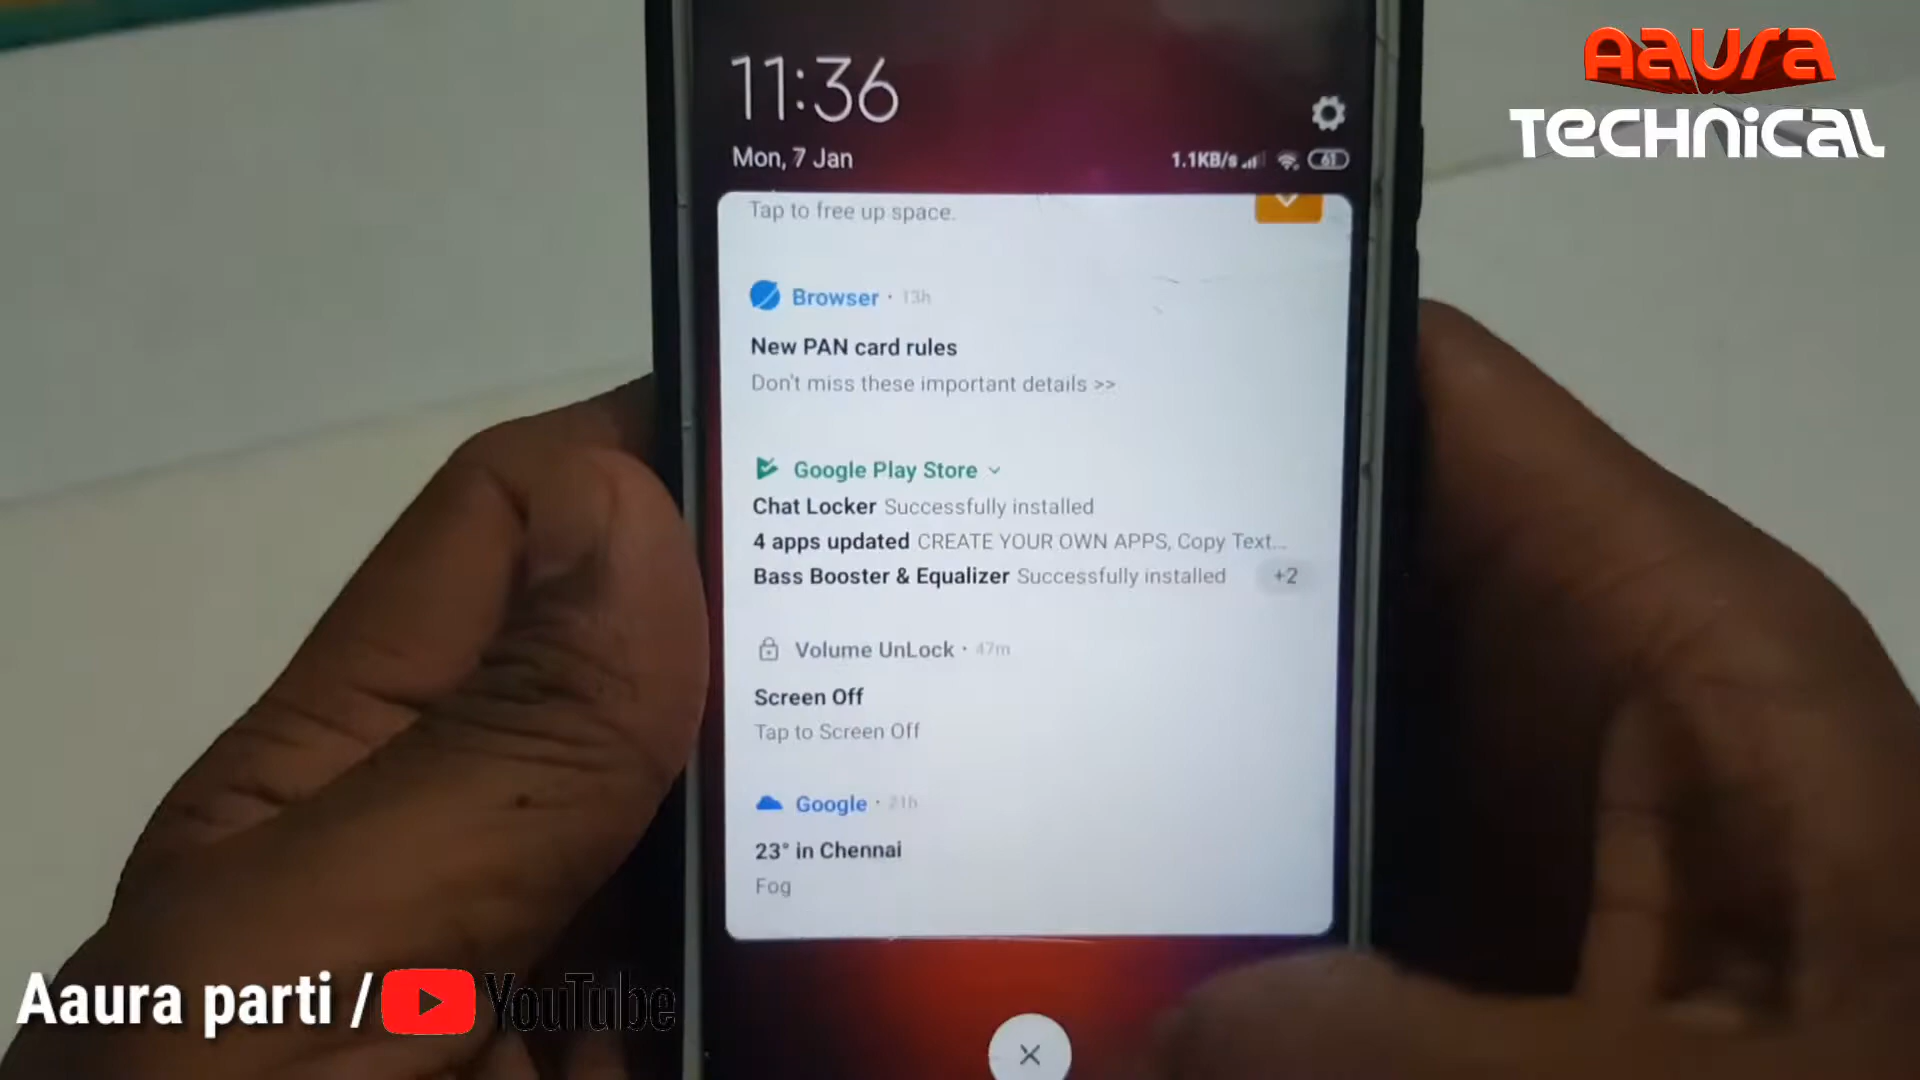 Aaura
TECHNiCAL
11:36
Mon, 7 Jan
1.1KB/s
61
Tap to free up space.
Browser · 13h
New PAN card rules
Don't miss these important details >>
Google Play Store
Chat Locker Successfully installed
4 apps updated CREATE YOUR OWN APPS, Copy Text...
Bass Booster & Equalizer Successfully installed +2
Volume UnLock · 47m
Screen Off
Tap to Screen Off
Google · 21h
23° in Chennai
Fog
Aaura parti / YouTube